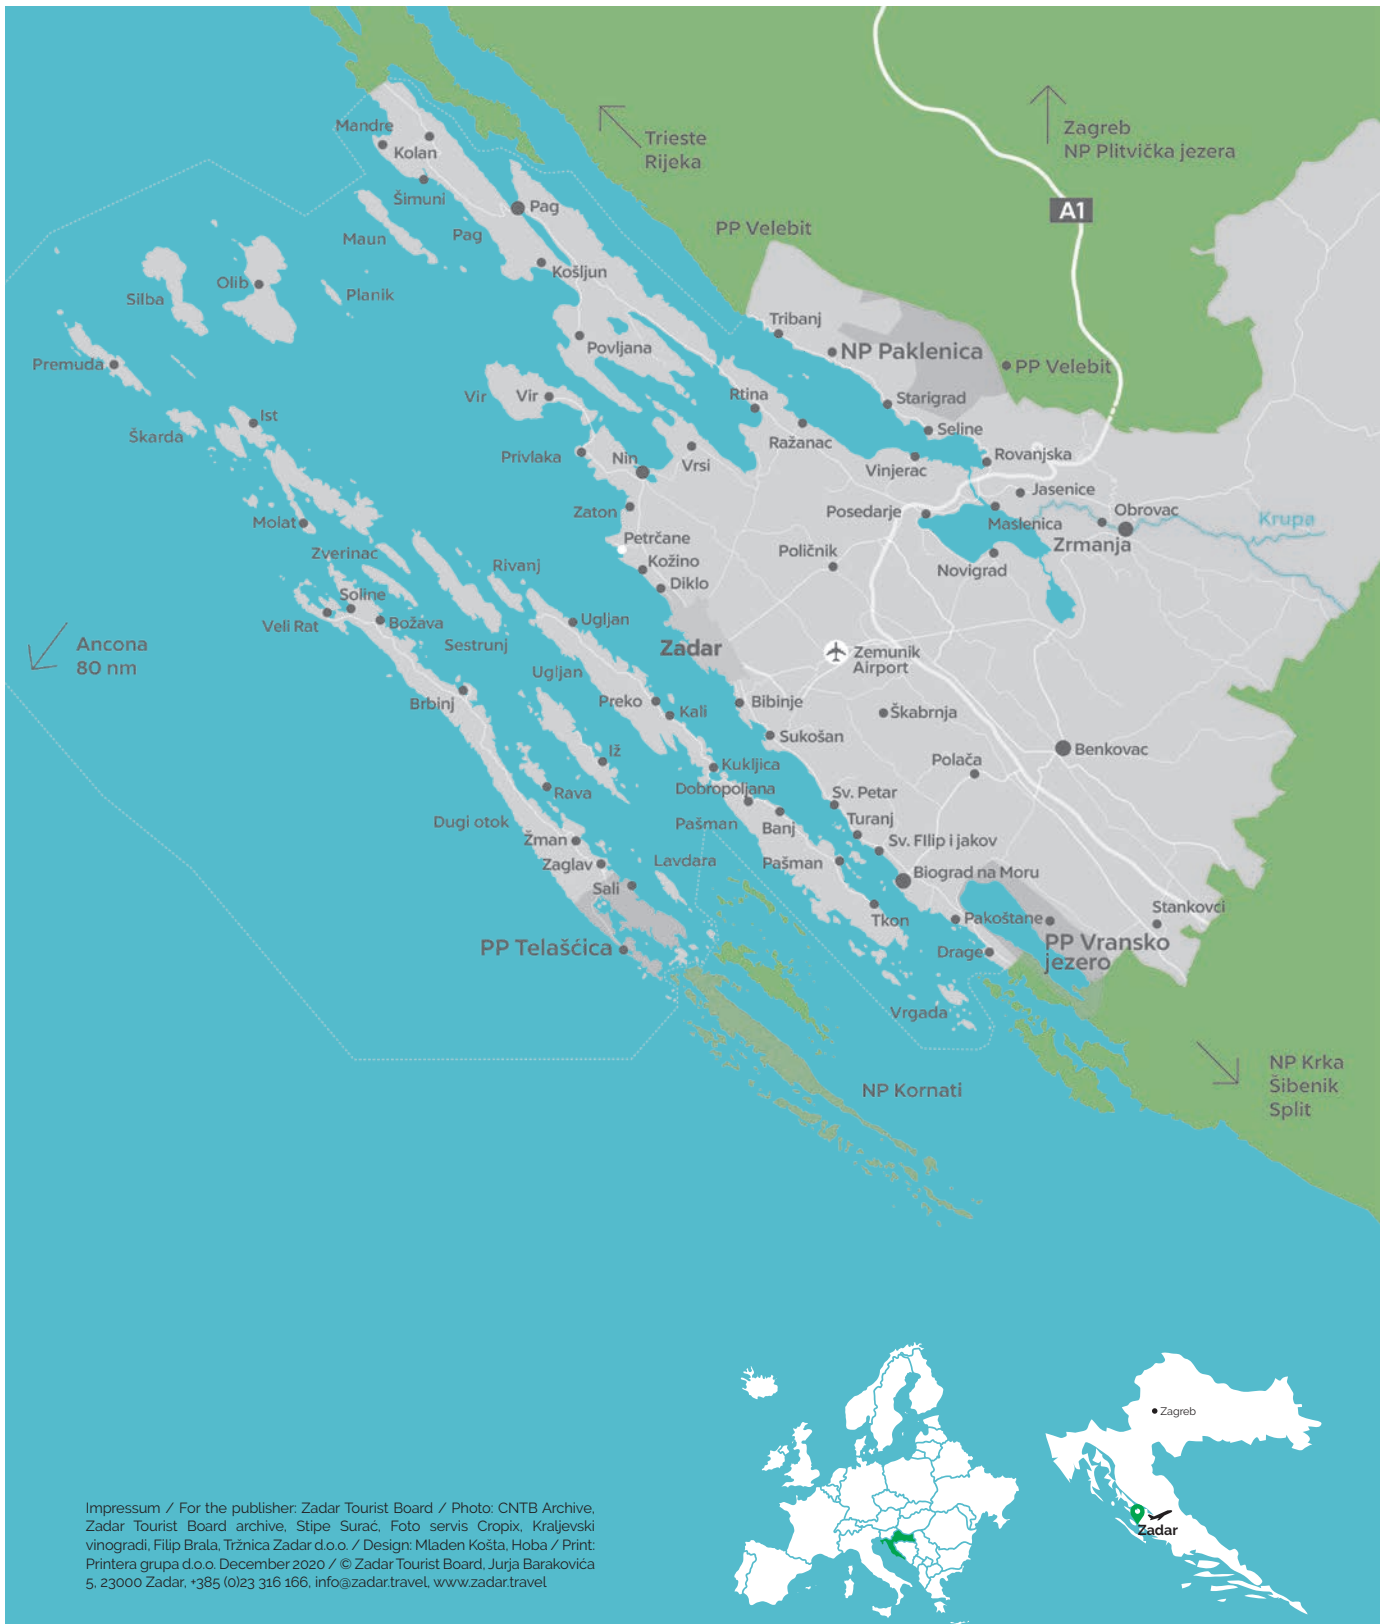 Mandre
Kolan
Šimuni
Maun
Pag
Pag
Košljun
Trieste
Rijeka
Zagreb
NP Plitvička jezera
A1
PP Velebit
Silba
Olib
Planik
Premuda
Škarda
Ist
Povljana
Tribanj
NP Paklenica
PP Velebit
Vir
Vir
Rtina
Ražanac
Starigrad
Seline
Rovanjska
Privlaka
Nin
Vrsi
Vinjerac
Jasenice
Molat
Zaton
Posedarje
Maslenica
Obrovac
Zrmanja
Krupa
Petrčane
Kožino
Diklo
Poličnik
Novigrad
Zverinac
Rivanj
Soline
Veli Rat
Božava
Sestrunj
Ugljan
Ugljan
Zadar
Zemunik
Airport
Ancona
80 nm
Brbinj
Preko
Kali
Bibinje
Škabrnja
Sukošan
Benkovac
Polača
Iž
Rava
Kukljica
Dobropoljana
Sv. Petar
Dugi otok
Pašman
Banj
Turanj
Žman
Zaglav
Lavdara
Pašman
Sv. FIlip i jakov
Sali
Biograd na Moru
Tkon
Pakoštane
Stankovci
PP Telašćica
Drage
PP Vransko
jezero
Vrgada
NP Kornati
NP Krka
Šibenik
Split
Zagreb
Zadar
Impressum / For the publisher: Zadar Tourist Board / Photo: CNTB Archive,
Zadar Tourist Board archive, Stipe Surać, Foto servis Cropix, Kraljevski
vinogradi, Filip Brala, Tržnica Zadar d.o.o. / Design: Mladen Košta, Hoba / Print:
Printera grupa d.o.o. December 2020 / © Zadar Tourist Board, Jurja Barakovića
5, 23000 Zadar, +385 (0)23 316 166, info@zadar.travel, www.zadar.travel